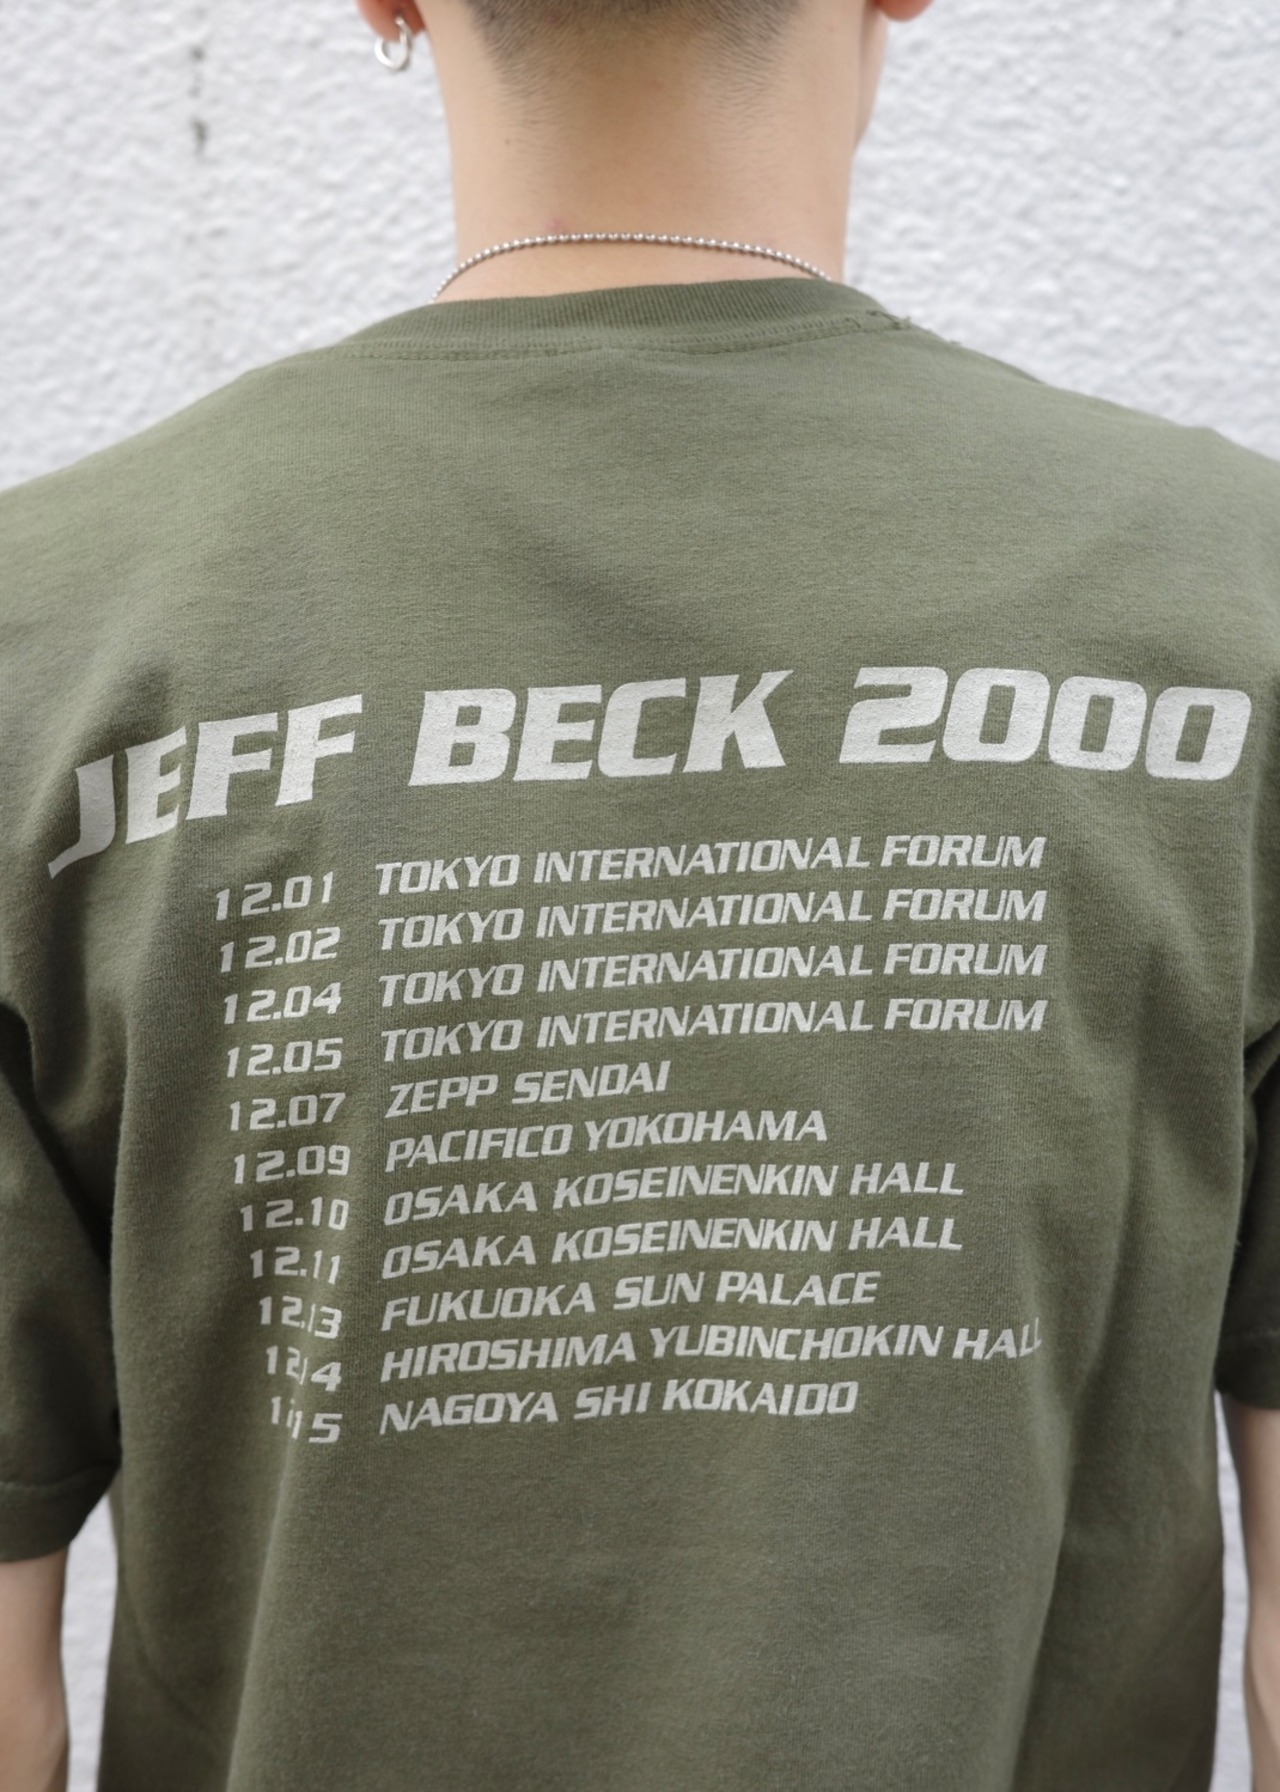 JEFF BECK 2000
12.01 TOKYO INTERNATIONAL FORUM
12.02 TOKYO INTERNATIONAL FORUM
12.04 TOKYO INTERNATIONAL FORUM
12.05 TOKYO INTERNATIONAL FORUM
12.07 ZEPP SENDAI
12.09 PACIFICO YOKOHAMA
12.10 OSAKA KOSEINENKIN HALL
12.11 OSAKA KOSEINENKIN HALL
12.13 FUKUOKA SUN PALACE
12.14 HIROSHIMA YUBINCHOKIN HALL
12.15 NAGOYA SHI KOKAIDO